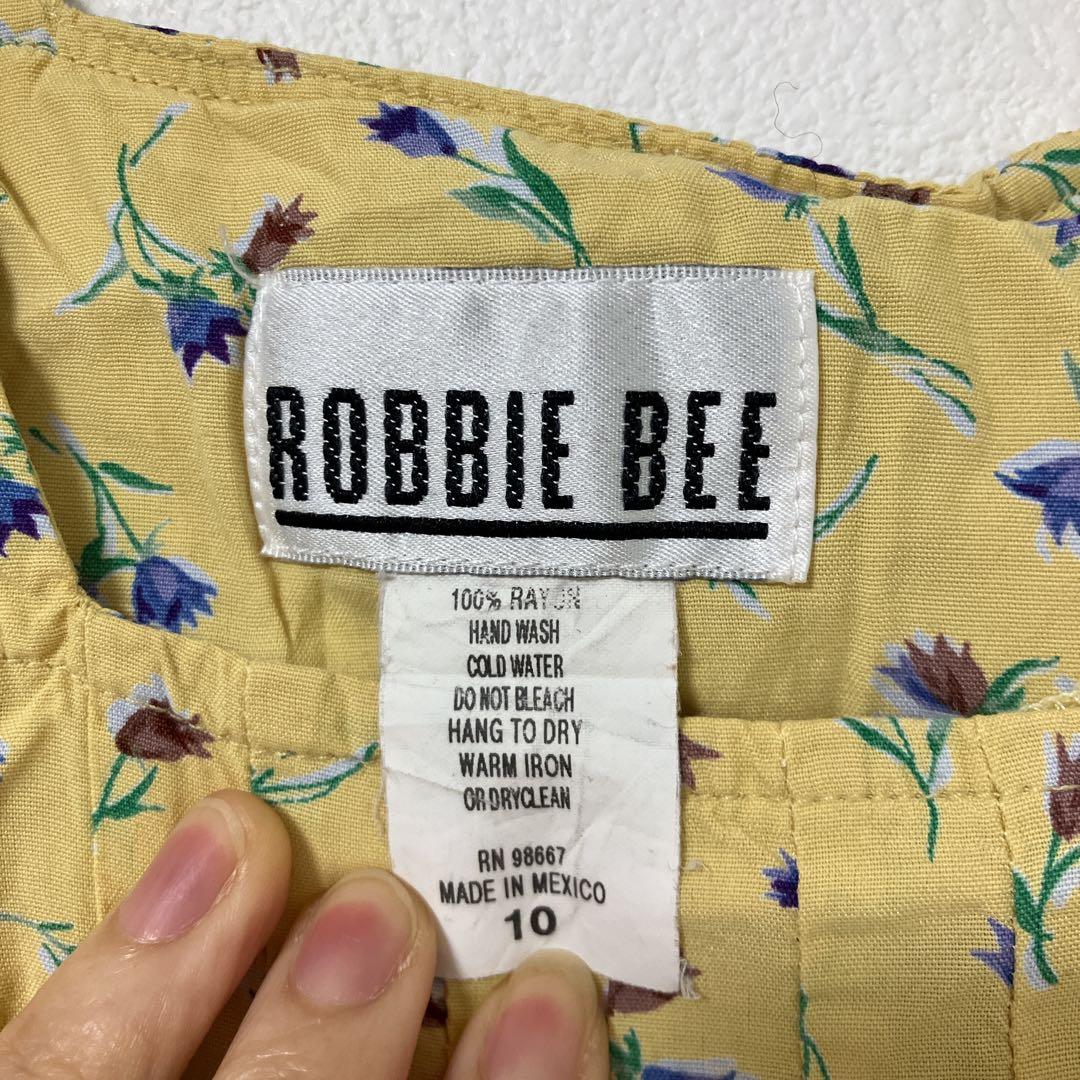 ROBBIE BEE
100% RAYON
HAND WASH
COLD WATER
DO NOT BLEACH
HANG TO DRY
WARM IRON
OR DRYCLEAN
RN 98667
MADE IN MEXICO
10